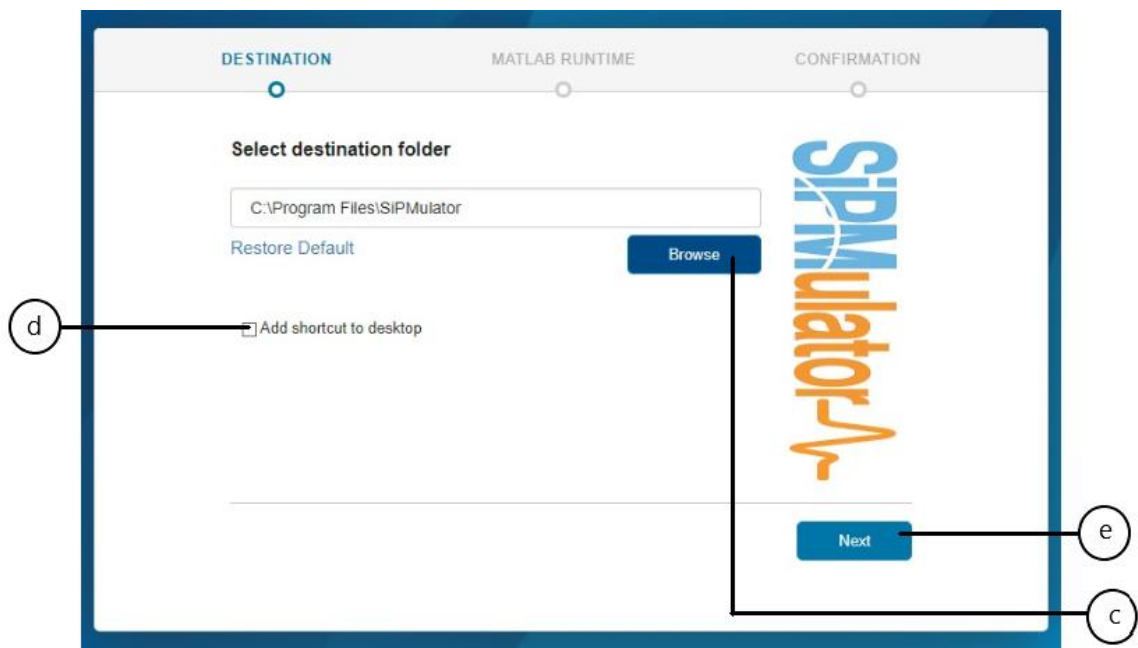 DESTINATION MATLAB RUNTIME CONFIRMATION
Select destination folder
C:\Program Files\SiPMulator
Restore Default
Browse
d
Add shortcut to desktop
SiPMulator
Next
e
c